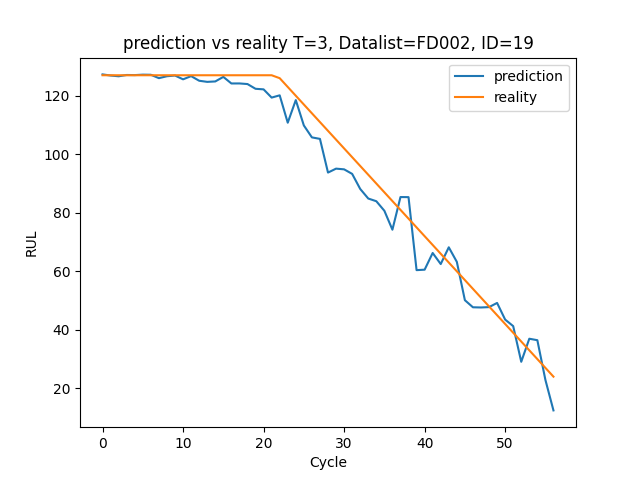 prediction vs reality T=3, Datalist=FD002, ID=19
prediction
reality
120
100
80
60
40
20
RUL
0 10 20 30 40 50
Cycle